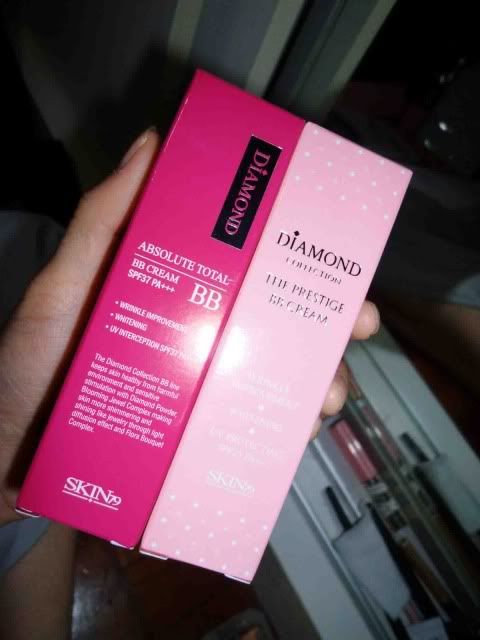 DiAMOND
ABSOLUTE TOTAL
BB CREAM BB
SPF37 PA+++
• WRINKLE IMPROVEMENT
• WHITENING
• UV INTERCEPTION SPF37 PA
The Diamond Collection BB line
keeps skin healthy from harmful
environment and sensitive
stimulation with Diamond Powder
Blooming Jewel Complex making
skin more shimmering and
shining like jewelry through light
diffusion effect and Flora Bouquet
Complex.
SKIN79
DiAMOND
COLLECTION
THE PRESTIGE
BB CREAM
WHITENING
UV PROTECTING
SKIN79